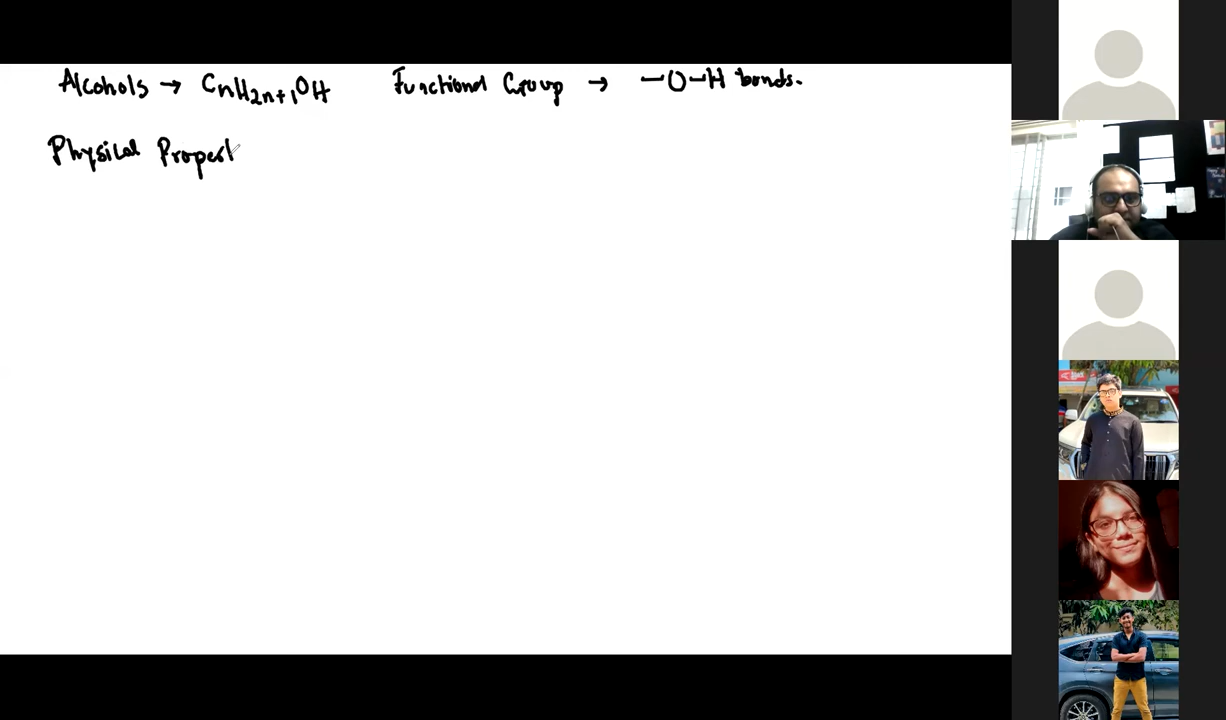 Alcohols → CnH2n+1OH Functional Group → —O—H bonds.
Physical Propert